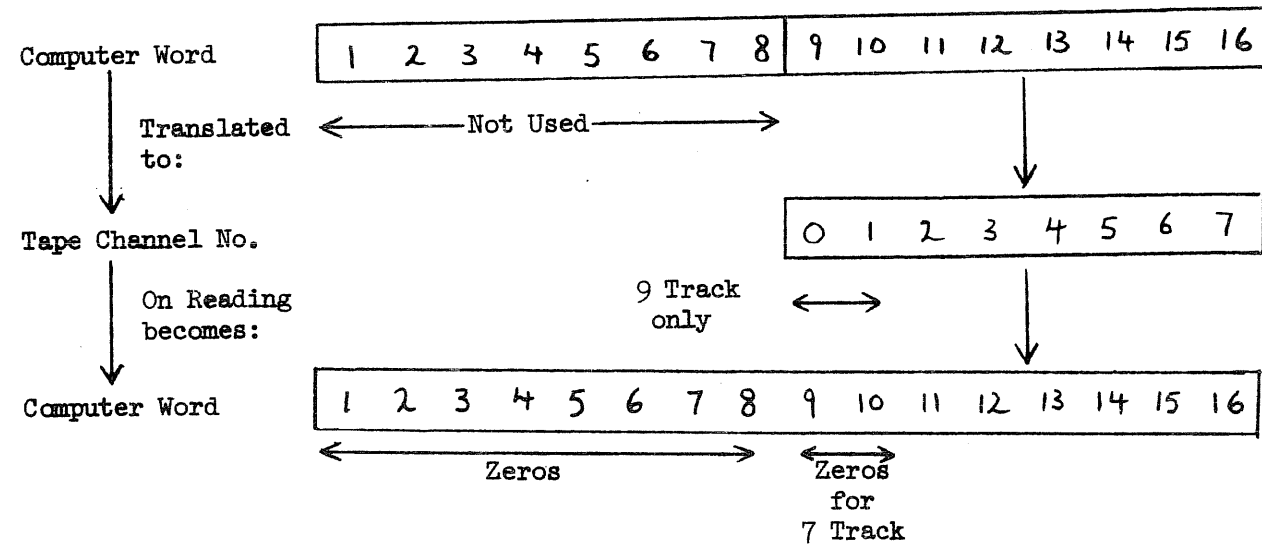 Computer Word
1 2 3 4 5 6 7 8 9 10 11 12 13 14 15 16
Translated
to:
Not Used
Tape Channel No.
0 1 2 3 4 5 6 7
On Reading
becomes:
9 Track
only
Computer Word
1 2 3 4 5 6 7 8 9 10 11 12 13 14 15 16
Zeros
Zeros
for
7 Track